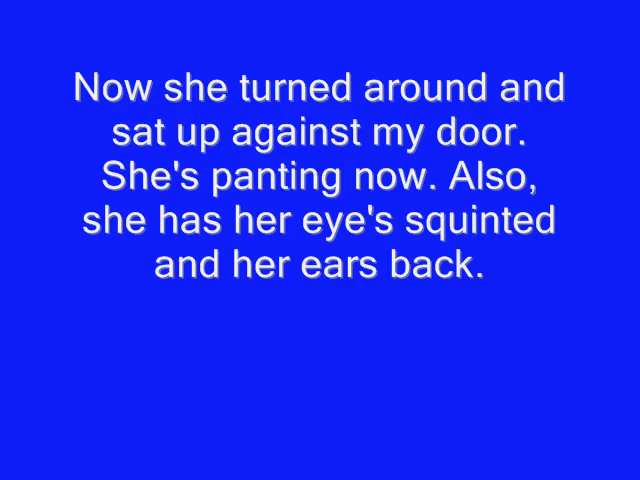 Now she turned around and
sat up against my door.
She's panting now. Also,
she has her eye's squinted
and her ears back.